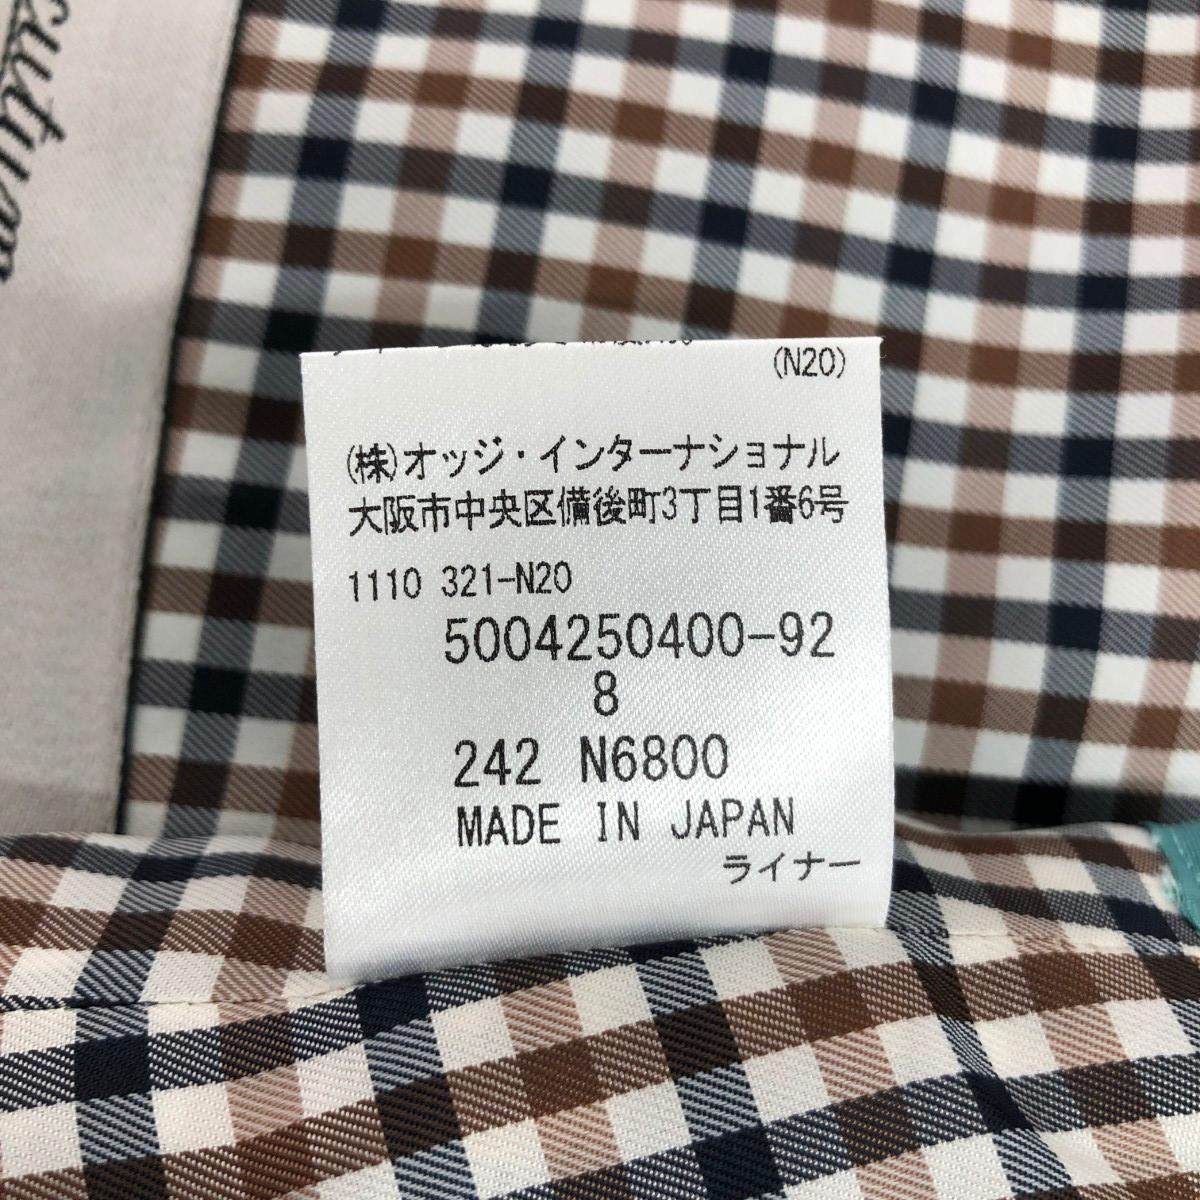 (N20)
(株)オッジ・インターナショナル
大阪市中央区備後町3丁目1番6号
1110 321-N20
5004250400-92
8
242 N6800
MADE IN JAPAN
ライナー